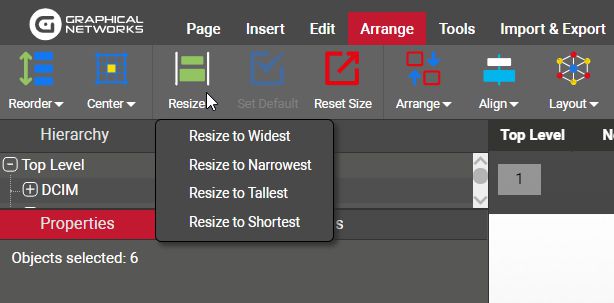 GRAPHICAL
NETWORKS
Page Insert Edit Arrange Tools Import & Export
Reorder Center Resize Set Default Reset Size Arrange Align Layout
Hierarchy
Resize to Widest
Resize to Narrowest
Resize to Tallest
Resize to Shortest
Top Level
DCIM
Properties
Objects selected: 6
Top Level
1